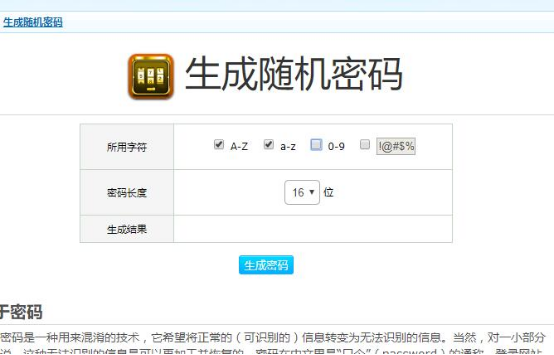 生成随机密码
生成随机密码
所用字符 A-Z a-z 0-9 !@#$%
密码长度 16 位
生成结果
生成密码
于密码
密码是一种用来混淆的技术，它希望将正常的（可识别的）信息转变为无法识别的信息。当然，对一小部分
说，这种无法识别的信息是可以再加工并恢复的。密码在中文里是“口令”（password）的通称。登录网站